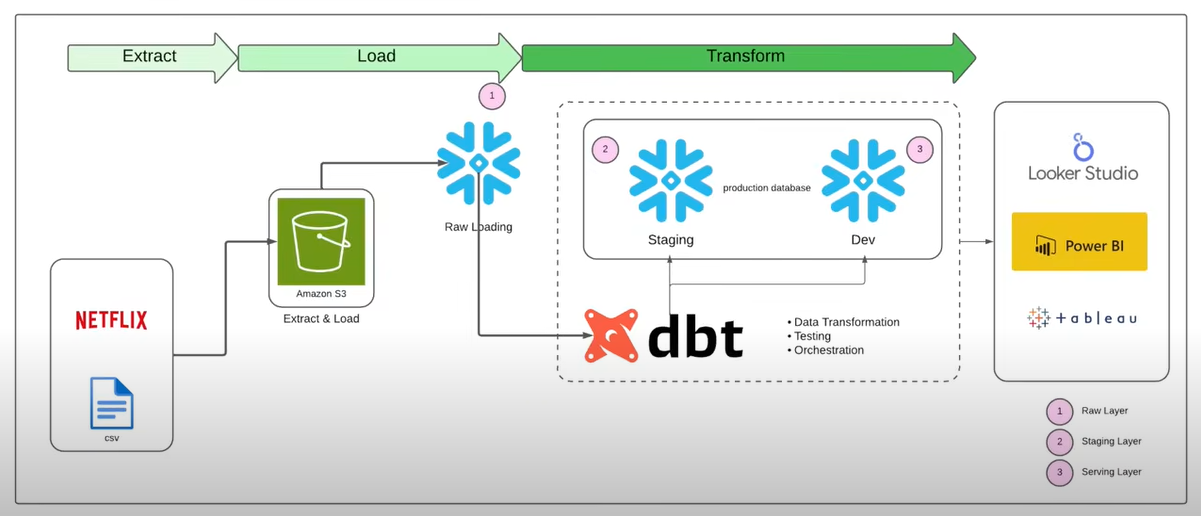 Extract
Load
Transform
1
Raw Loading
2
Staging
production database
3
Dev
Amazon S3
Extract & Load
NETFLIX
csv
dbt
• Data Transformation
• Testing
• Orchestration
Looker Studio
Power BI
+ a b l e a u
1 Raw Layer
2 Staging Layer
3 Serving Layer